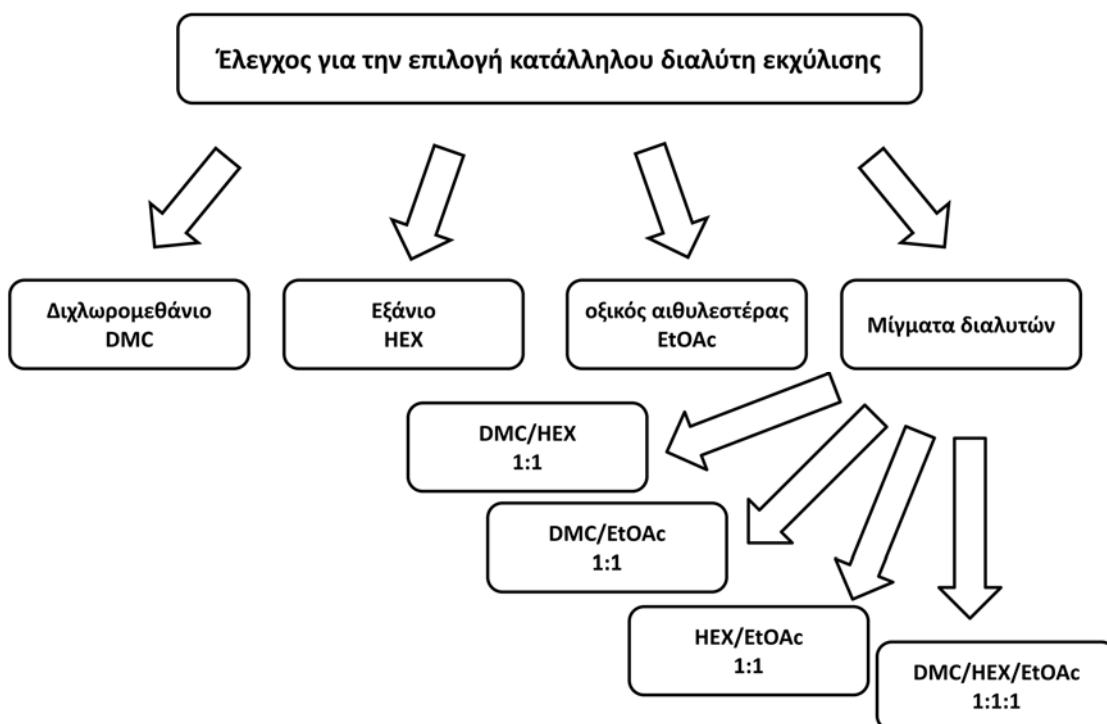 Έλεγχος για την επιλογή κατάλληλου διαλύτη εκχύλισης
Διχλωρομεθάνιο
DMC
Εξάνιο
HEX
οξικός αιθυλεστέρας
EtOAc
Μίγματα διαλυτών
DMC/HEX
1:1
DMC/EtOAc
1:1
HEX/EtOAc
1:1
DMC/HEX/EtOAc
1:1:1